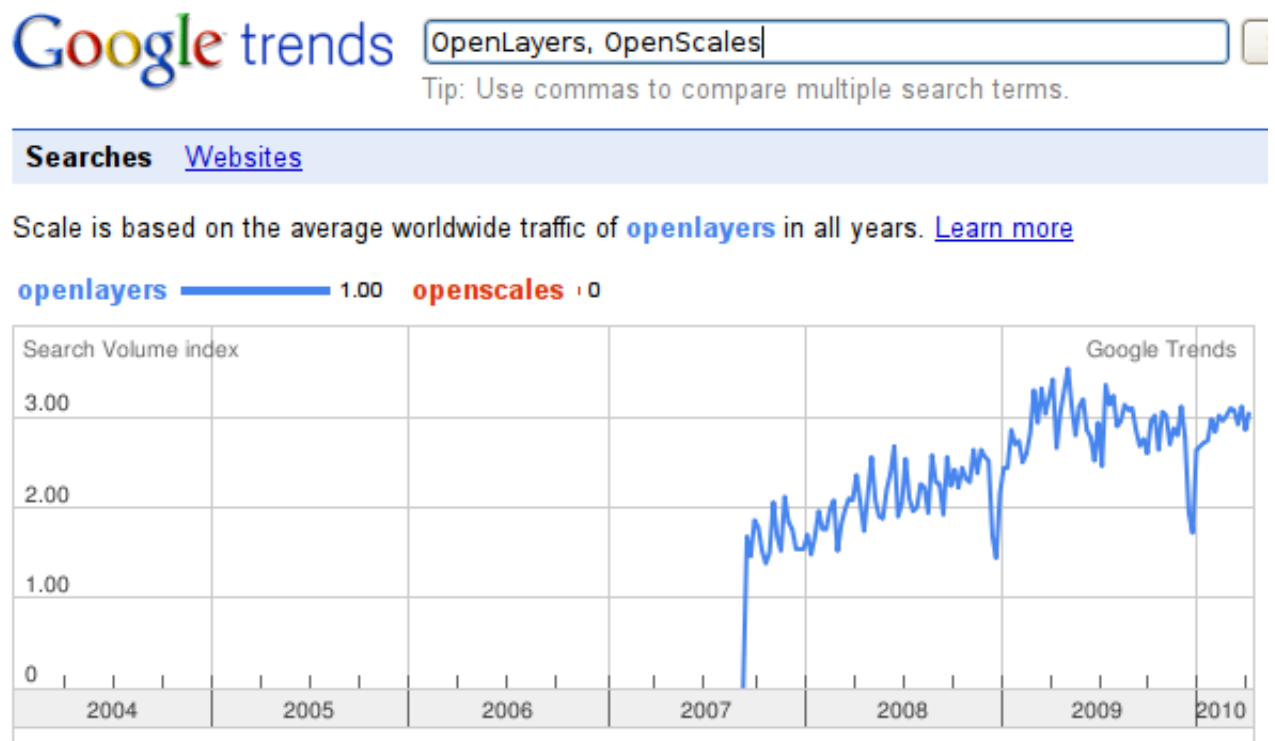 Google trends
OpenLayers, OpenScales
Tip: Use commas to compare multiple search terms.
Searches Websites
Scale is based on the average worldwide traffic of openlayers in all years. Learn more
openlayers 1.00 openscales 0
Search Volume index Google Trends
3.00
2.00
1.00
0
2004 2005 2006 2007 2008 2009 2010